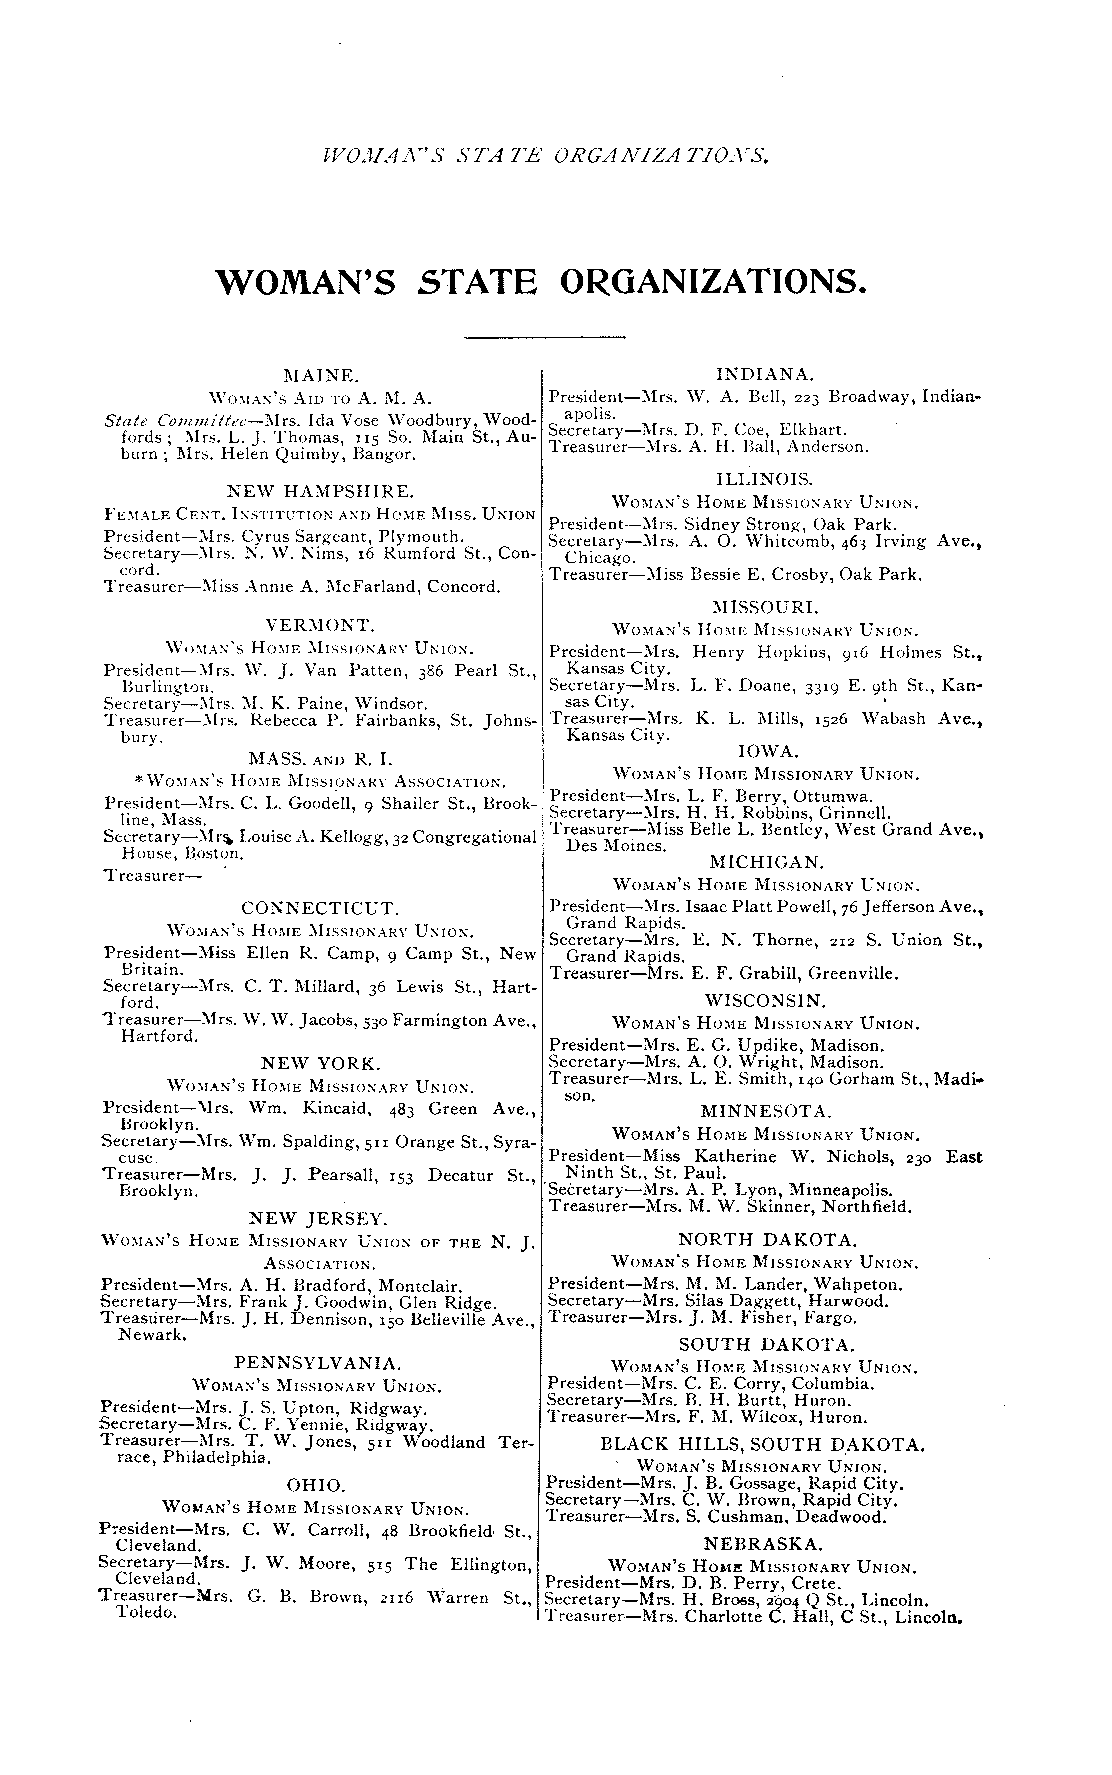 WOMAN'S STATE ORGANIZATIONS.
WOMAN'S STATE ORGANIZATIONS.
MAINE.
WOMAN'S AID TO A. M. A.
State Committee—Mrs. Ida Vose Woodbury, Wood-
fords; Mrs. L. J. Thomas, 115 So. Main St., Au-
burn; Mrs. Helen Quimby, Bangor.
NEW HAMPSHIRE.
FEMALE CENT. INSTITUTION AND HOME MISS. UNION
President—Mrs. Cyrus Sargeant, Plymouth.
Secretary—Mrs. N. W. Nims, 16 Rumford St., Con-
cord.
Treasurer—Miss Annie A. McFarland, Concord.
VERMONT.
WOMAN'S HOME MISSIONARY UNION.
President—Mrs. W. J. Van Patten, 386 Pearl St.,
Burlington.
Secretary—Mrs. M. K. Paine, Windsor.
Treasurer—Mrs. Rebecca P. Fairbanks, St. Johns-
bury.
MASS. AND R. I.
*WOMAN'S HOME MISSIONARY ASSOCIATION.
President—Mrs. C. L. Goodell, 9 Shailer St., Brook-
line, Mass.
Secretary—Mrs. Louise A. Kellogg, 32 Congregational
House, Boston.
Treasurer—
CONNECTICUT.
WOMAN'S HOME MISSIONARY UNION.
President—Miss Ellen R. Camp, 9 Camp St., New
Britain.
Secretary—Mrs. C. T. Millard, 36 Lewis St., Hart-
ford.
Treasurer—Mrs. W. W. Jacobs, 530 Farmington Ave.,
Hartford.
NEW YORK.
WOMAN'S HOME MISSIONARY UNION.
President—Mrs. Wm. Kincaid, 483 Green Ave.,
Brooklyn.
Secretary—Mrs. Wm. Spalding, 511 Orange St., Syra-
cuse.
Treasurer—Mrs. J. J. Pearsall, 153 Decatur St.,
Brooklyn.
NEW JERSEY.
WOMAN'S HOME MISSIONARY UNION OF THE N. J.
ASSOCIATION.
President—Mrs. A. H. Bradford, Montclair.
Secretary—Mrs. Frank J. Goodwin, Glen Ridge.
Treasurer—Mrs. J. H. Dennison, 150 Belleville Ave.,
Newark.
PENNSYLVANIA.
WOMAN'S MISSIONARY UNION.
President—Mrs. J. S. Upton, Ridgway.
Secretary—Mrs. C. F. Yennie, Ridgway.
Treasurer—Mrs. T. W. Jones, 511 Woodland Ter-
race, Philadelphia.
OHIO.
WOMAN'S HOME MISSIONARY UNION.
President—Mrs. C. W. Carroll, 48 Brookfield St.,
Cleveland.
Secretary—Mrs. J. W. Moore, 515 The Ellington,
Cleveland.
Treasurer—Mrs. G. B. Brown, 2116 Warren St.,
Toledo.
INDIANA.
President—Mrs. W. A. Bell, 223 Broadway, Indian-
apolis.
Secretary—Mrs. D. F. Coe, Elkhart.
Treasurer—Mrs. A. H. Ball, Anderson.
ILLINOIS.
WOMAN'S HOME MISSIONARY UNION.
President—Mrs. Sidney Strong, Oak Park.
Secretary—Mrs. A. O. Whitcomb, 463 Irving Ave.,
Chicago.
Treasurer—Miss Bessie E. Crosby, Oak Park.
MISSOURI.
WOMAN'S HOME MISSIONARY UNION.
President—Mrs. Henry Hopkins, 916 Holmes St.,
Kansas City.
Secretary—Mrs. L. F. Doane, 3319 E. 9th St., Kan-
sas City.
Treasurer—Mrs. K. L. Mills, 1526 Wabash Ave.,
Kansas City.
IOWA.
WOMAN'S HOME MISSIONARY UNION.
President—Mrs. L. F. Berry, Ottumwa.
Secretary—Mrs. H. H. Robbins, Grinnell.
Treasurer—Miss Belle L. Bentley, West Grand Ave.,
Des Moines.
MICHIGAN.
WOMAN'S HOME MISSIONARY UNION.
President—Mrs. Isaac Platt Powell, 76 Jefferson Ave.,
Grand Rapids.
Secretary—Mrs. E. N. Thorne, 212 S. Union St.,
Grand Rapids.
Treasurer—Mrs. E. F. Grabill, Greenville.
WISCONSIN.
WOMAN'S HOME MISSIONARY UNION.
President—Mrs. E. G. Updike, Madison.
Secretary—Mrs. A. O. Wright, Madison.
Treasurer—Mrs. L. E. Smith, 140 Gorham St., Madi-
son.
MINNESOTA.
WOMAN'S HOME MISSIONARY UNION.
President—Miss Katherine W. Nichols, 230 East
Ninth St., St. Paul.
Secretary—Mrs. A. P. Lyon, Minneapolis.
Treasurer—Mrs. M. W. Skinner, Northfield.
NORTH DAKOTA.
WOMAN'S HOME MISSIONARY UNION.
President—Mrs. M. M. Lander, Wahpeton.
Secretary—Mrs. Silas Daggett, Harwood.
Treasurer—Mrs. J. M. Fisher, Fargo.
SOUTH DAKOTA.
WOMAN'S HOME MISSIONARY UNION.
President—Mrs. C. E. Corry, Columbia.
Secretary—Mrs. B. H. Burtt, Huron.
Treasurer—Mrs. F. M. Wilcox, Huron.
BLACK HILLS, SOUTH DAKOTA.
WOMAN'S MISSIONARY UNION.
President—Mrs. J. B. Gossage, Rapid City.
Secretary—Mrs. C. W. Brown, Rapid City.
Treasurer—Mrs. S. Cushman, Deadwood.
NEBRASKA.
WOMAN'S HOME MISSIONARY UNION.
President—Mrs. D. B. Perry, Crete.
Secretary—Mrs. H. Bross, 2904 Q St., Lincoln.
Treasurer—Mrs. Charlotte C. Hall, C St., Lincoln.